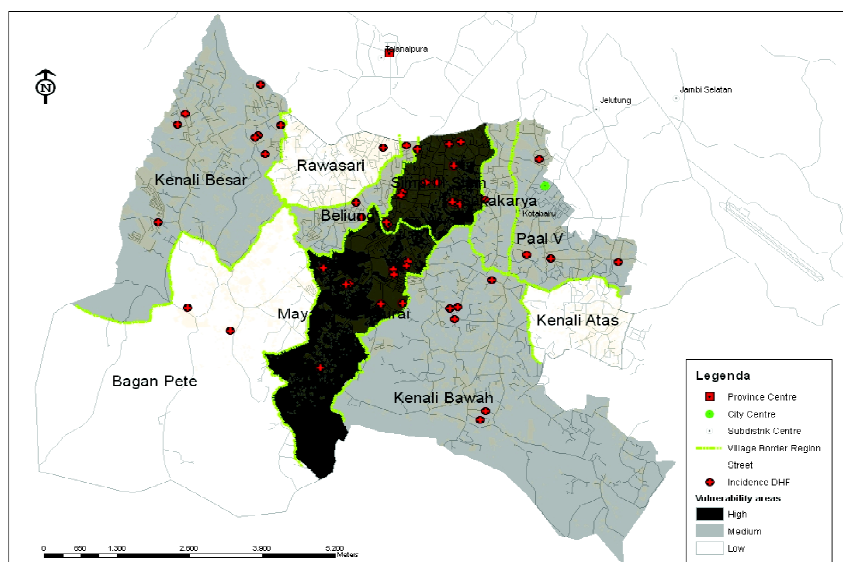 Telanaipura
Jambi Selatan
Jelutung
N
Rawasari
Kenali Besar
Beliung
Kotabaru
Paal V
Kenali Atas
Bagan Pete
Kenali Bawah
Legenda
Province Centre
City Centre
Subdistrik Centre
Village Border Region
Street
Incidence DHF
Vulnerability areas
High
Medium
Low
0 650 1,300 2,600 3,900 5,200
Meters